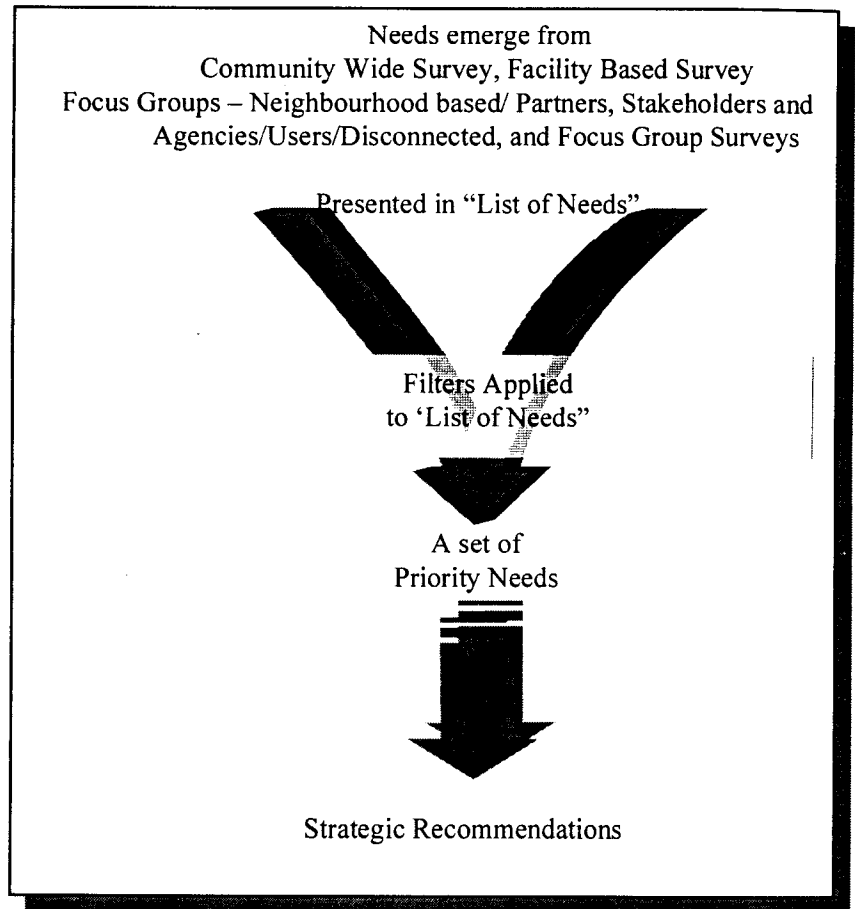 Needs emerge from
Community Wide Survey, Facility Based Survey
Focus Groups – Neighbourhood based/ Partners, Stakeholders and
Agencies/Users/Disconnected, and Focus Group Surveys
Presented in “List of Needs”
Filters Applied
to ‘List of Needs”
A set of
Priority Needs
Strategic Recommendations